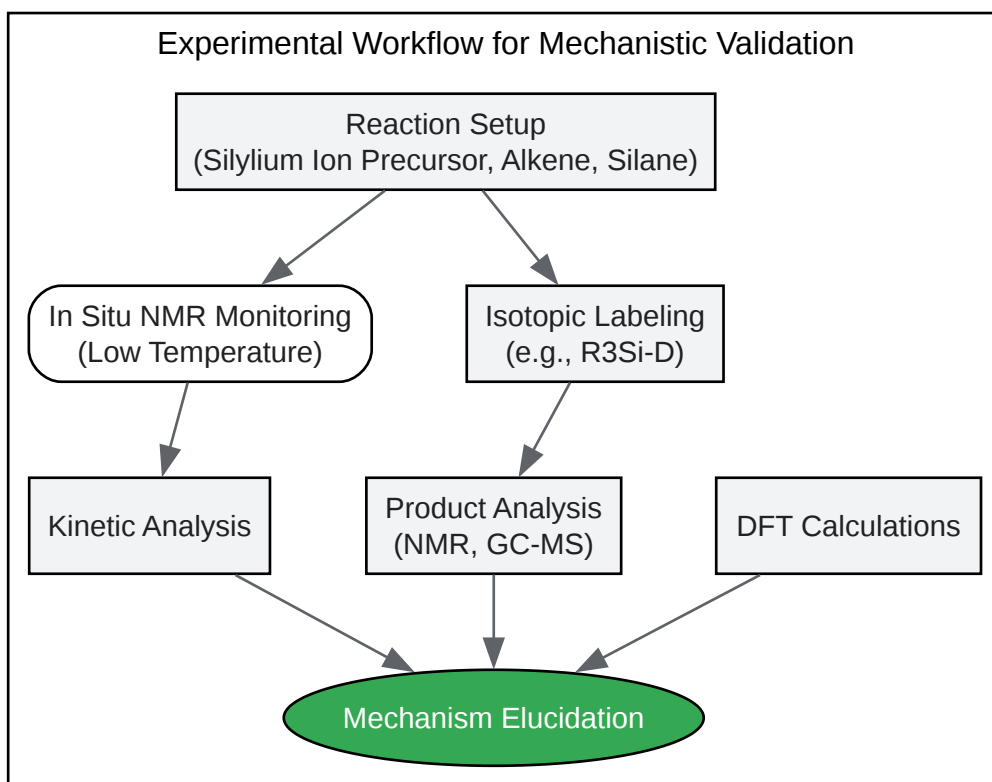 Experimental Workflow for Mechanistic Validation
Reaction Setup
(Silylium Ion Precursor, Alkene, Silane)
In Situ NMR Monitoring
(Low Temperature)
Isotopic Labeling
(e.g., R3Si-D)
Kinetic Analysis
Product Analysis
(NMR, GC-MS)
DFT Calculations
Mechanism Elucidation